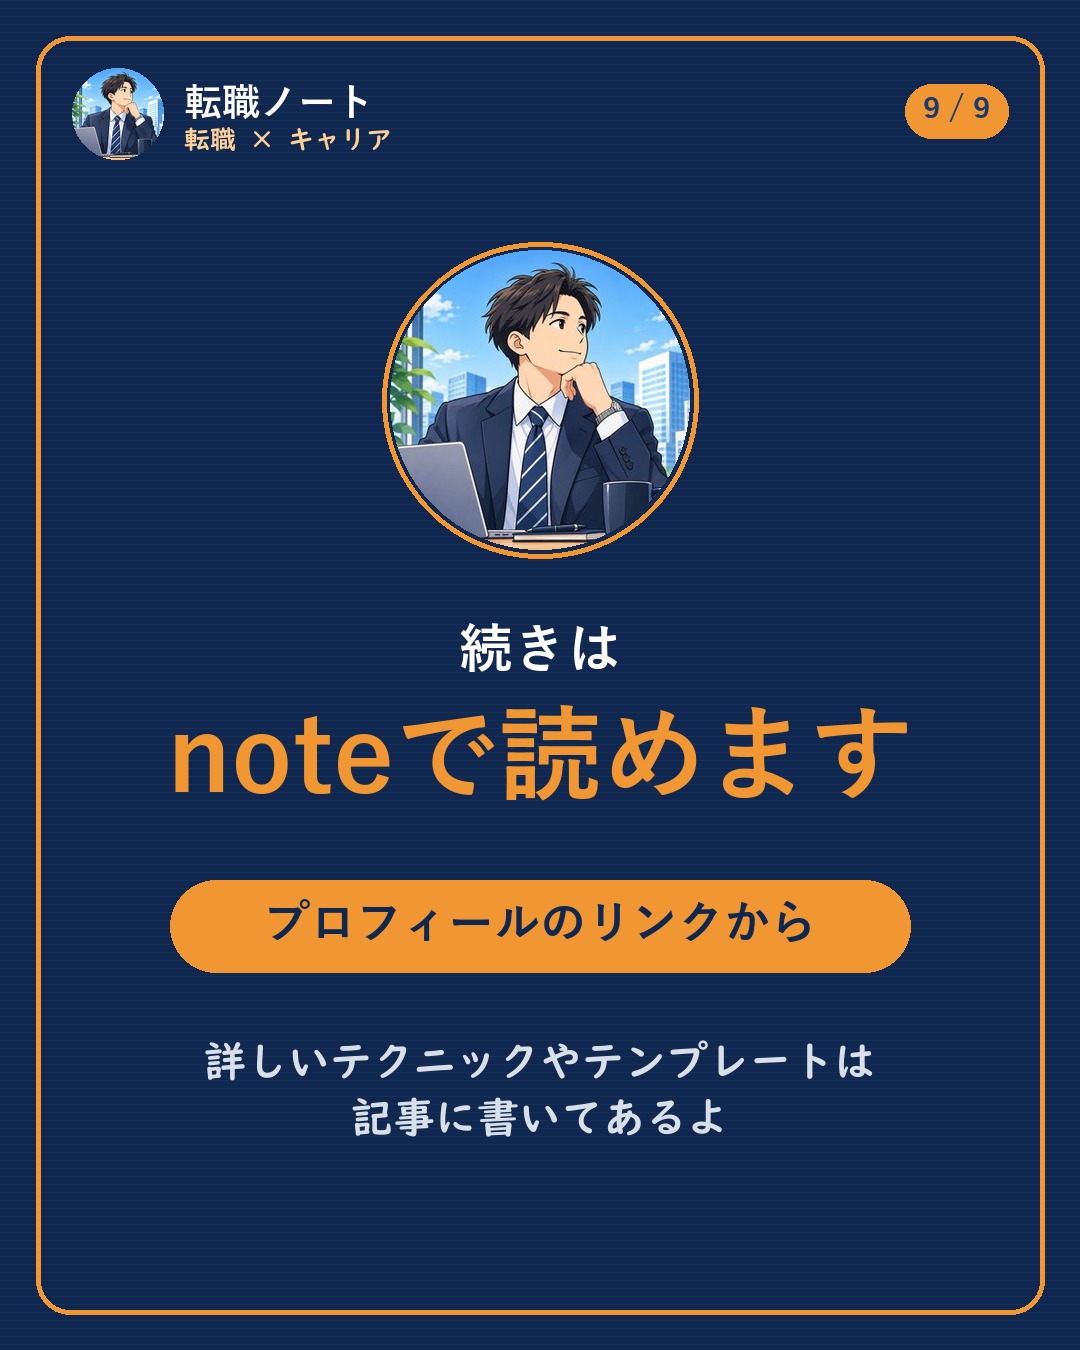 転職ノート
転職 × キャリア
9 / 9
続きは
noteで読めます
プロフィールのリンクから
詳しいテクニックやテンプレートは
記事に書いてあるよ